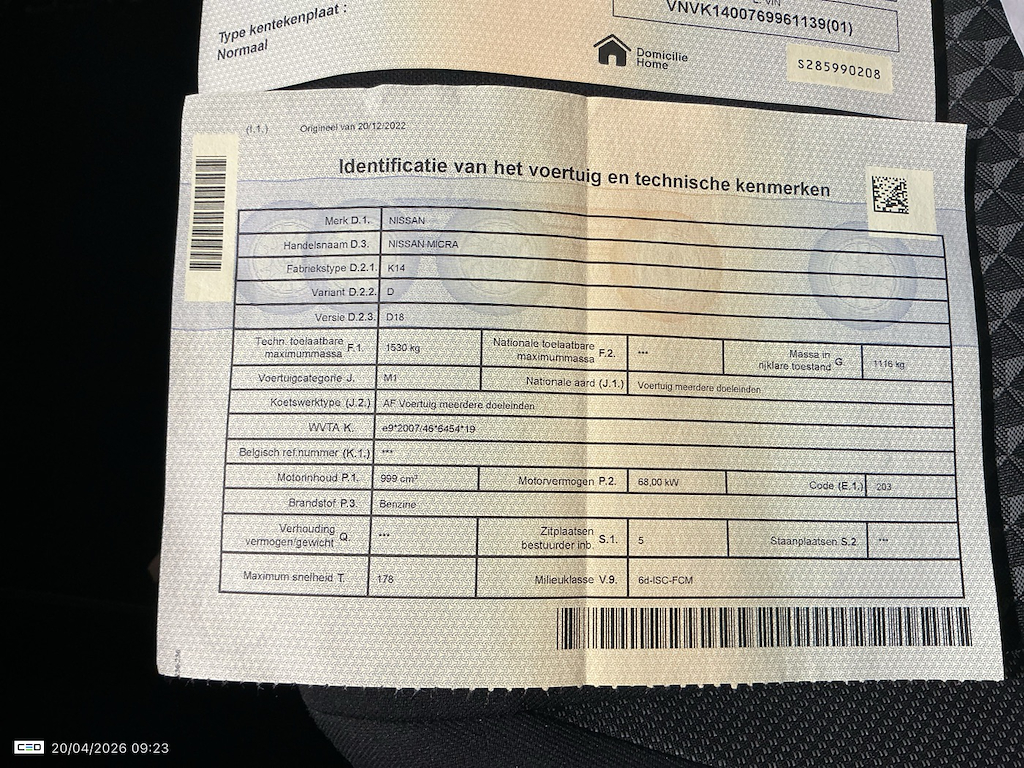 Type kentekenplaat :
Normaal
E. VIN
VNVK1400769961139(01)
Domicilie
Home
S285990208
(I.1.) Origineel van 20/12/2022
Identificatie van het voertuig en technische kenmerken
Merk D.1. NISSAN
Handelsnaam D.3. NISSAN MICRA
Fabriekstype D.2.1. K14
Variant D.2.2. D
Versie D.2.3. D18
Techn. toelaatbare maximummassa F.1. 1530 kg Nationale toelaatbare maximummassa F.2. *** Massa in rijklare toestand G 1116 kg
Voertuigcategorie J. M1 Nationale aard (J.1.) Voertuig meerdere doeleinden
Koetswerktype (J.2.) AF Voertuig meerdere doeleinden
WVTA K. e9*2007/46*6454*19
Belgisch ref.nummer (K.1.) ***
Motorinhoud P.1. 999 cm³ Motorvermogen P.2. 68,00 kW Code (E.1.) 203
Brandstof P.3. Benzine
Verhouding vermogen/gewicht Q. *** Zitplaatsen bestuurder inb. S.1. 5 Staanplaatsen S.2. ***
Maximum snelheid T. 178 Milieuklasse V.9. 6d-ISC-FCM
CEO 20/04/2026 09:23